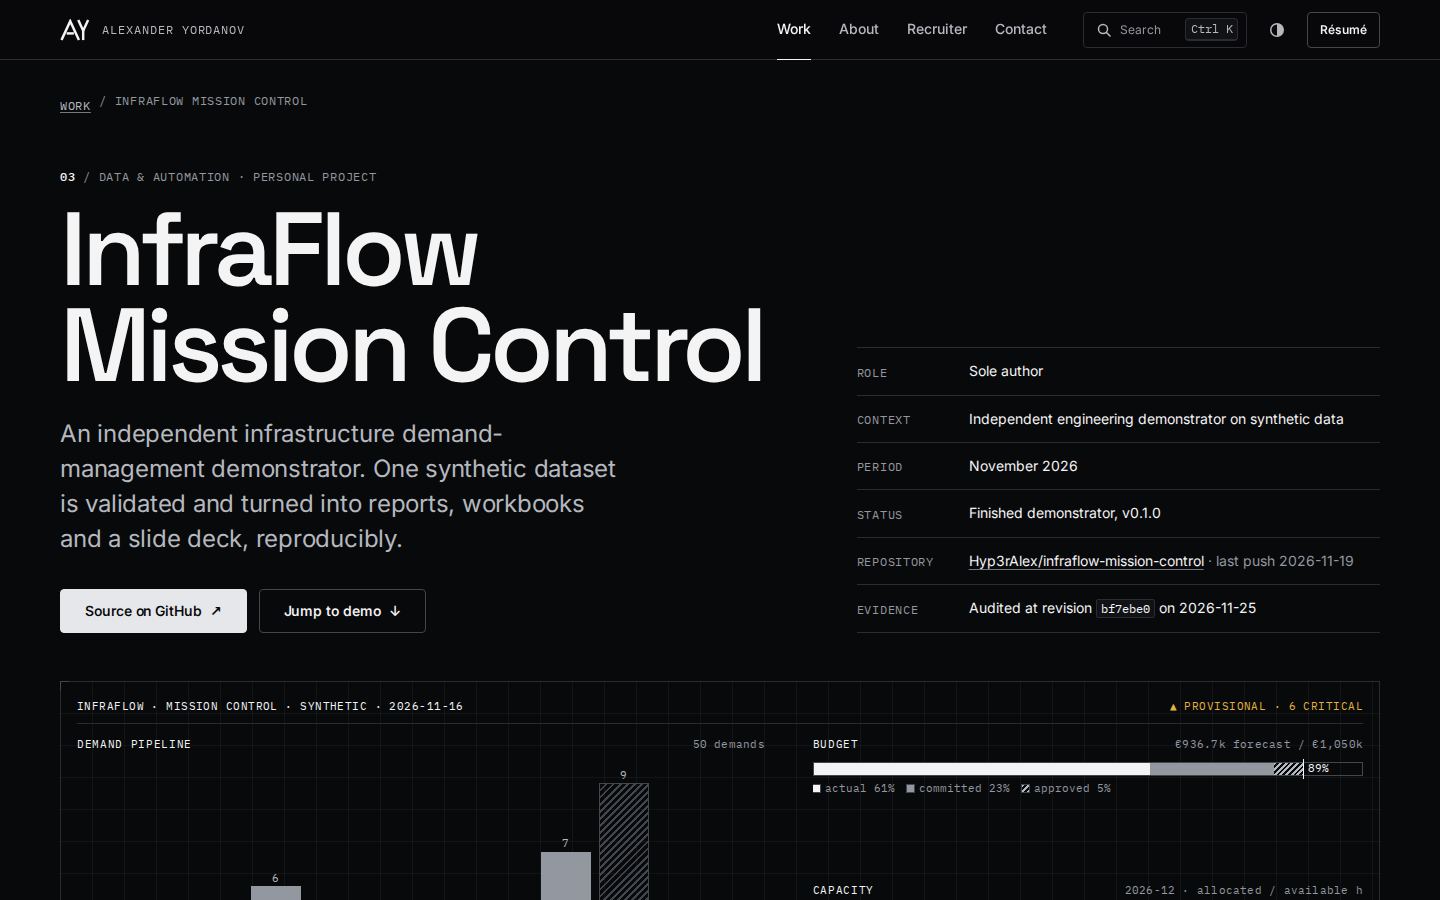 AY ALEXANDER YORDANOV
Work About Recruiter Contact Search Ctrl K Résumé
WORK / INFRAFLOW MISSION CONTROL
03 / DATA & AUTOMATION · PERSONAL PROJECT
InfraFlow
Mission Control
An independent infrastructure demand-
management demonstrator. One synthetic dataset
is validated and turned into reports, workbooks
and a slide deck, reproducibly.
Source on GitHub ↗ Jump to demo ↓
ROLE Sole author
CONTEXT Independent engineering demonstrator on synthetic data
PERIOD November 2026
STATUS Finished demonstrator, v0.1.0
REPOSITORY Hyp3rAlex/infraflow-mission-control · last push 2026-11-19
EVIDENCE Audited at revision bf7ebe0 on 2026-11-25
INFRAFLOW · MISSION CONTROL · SYNTHETIC · 2026-11-16
▲ PROVISIONAL · 6 CRITICAL
DEMAND PIPELINE 50 demands
9
7
6
BUDGET €936.7k forecast / €1,050k
89%
actual 61% committed 23% approved 5%
CAPACITY 2026-12 · allocated / available h